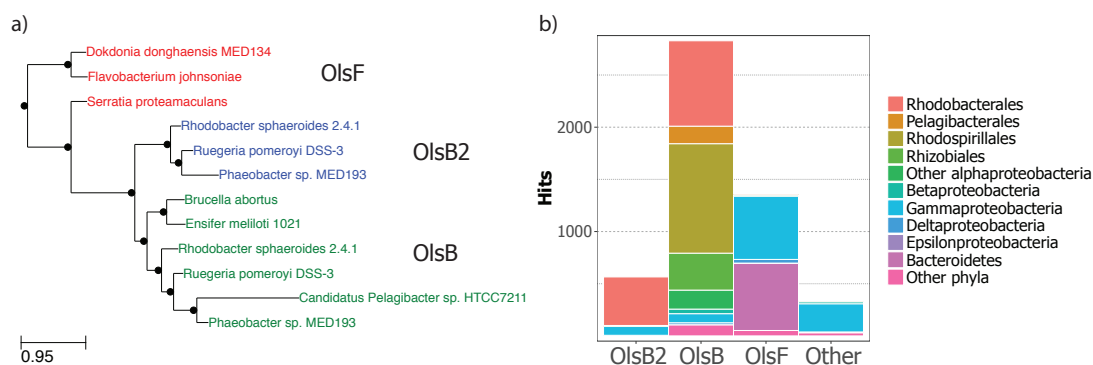 a)
Dokdonia donghaensis MED134
OlsF
Flavobacterium johnsoniae
Serratia proteamaculans
Rhodobacter sphaeroides 2.4.1
OlsB2
Ruegeria pomeroyi DSS-3
Phaeobacter sp. MED193
Brucella abortus
Ensifer meliloti 1021
OlsB
Rhodobacter sphaeroides 2.4.1
Ruegeria pomeroyi DSS-3
Candidatus Pelagibacter sp. HTCC7211
Phaeobacter sp. MED193
0.95
b)
Hits
2000
1000
OlsB2 OlsB OlsF Other
Rhodobacterales
Pelagibacterales
Rhodospirillales
Rhizobiales
Other alphaproteobacteria
Betaproteobacteria
Gammaproteobacteria
Deltaproteobacteria
Epsilonproteobacteria
Bacteroidetes
Other phyla